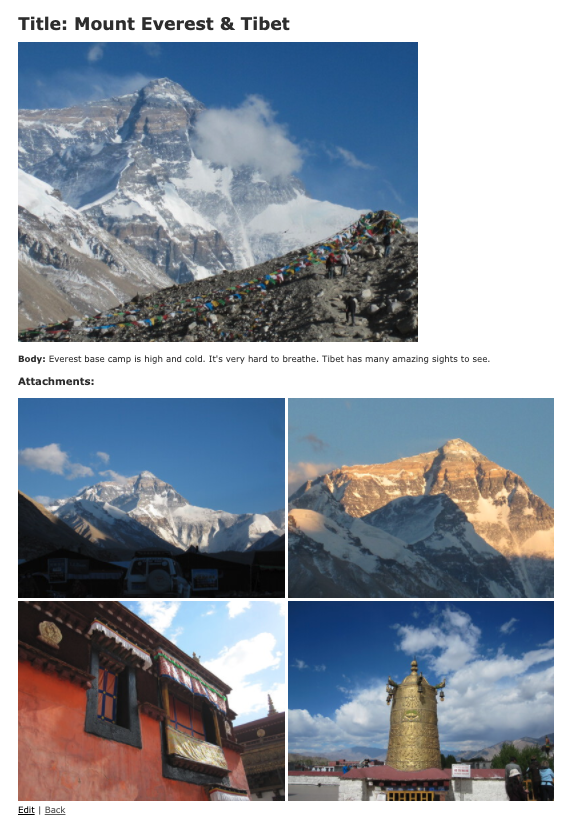 Title: Mount Everest & Tibet
Body: Everest base camp is high and cold. It's very hard to breathe. Tibet has many amazing sights to see.
Attachments:
Edit | Back